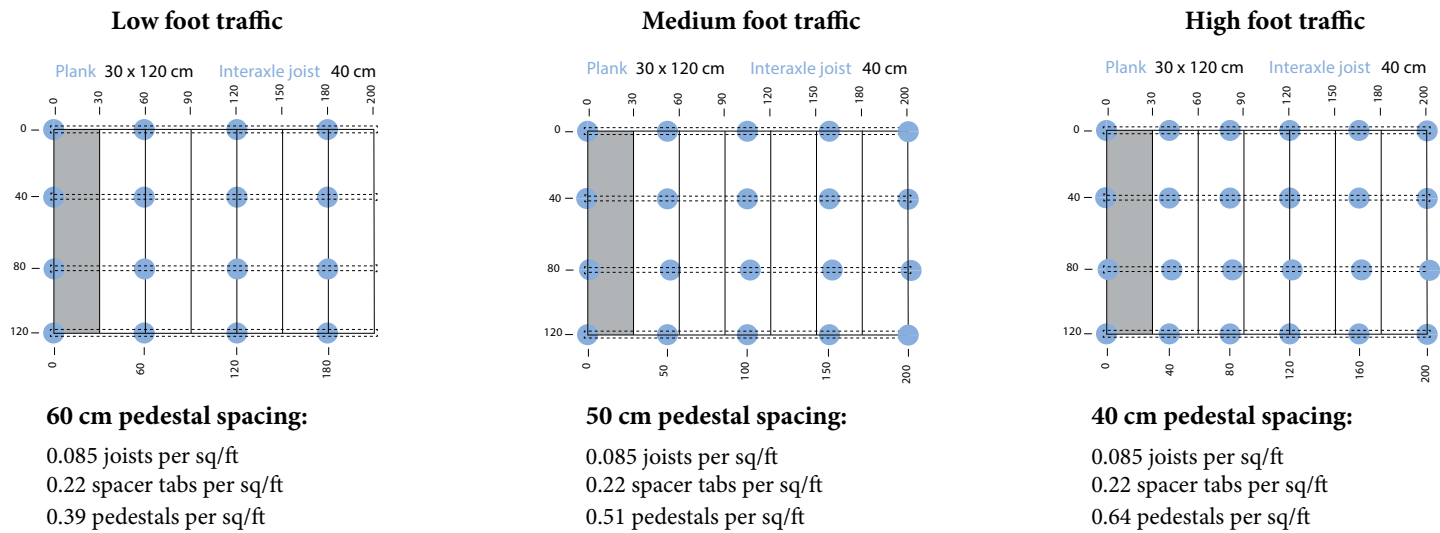 Low foot traffic
Plank 30 x 120 cm Interaxle joist 40 cm
0 30 60 90 120 150 180 200
0
40
80
120
0 60 120 180
60 cm pedestal spacing:
0.085 joists per sq/ft
0.22 spacer tabs per sq/ft
0.39 pedestals per sq/ft
Medium foot traffic
Plank 30 x 120 cm Interaxle joist 40 cm
0 30 60 90 120 150 180 200
0
40
80
120
0 50 100 150 200
50 cm pedestal spacing:
0.085 joists per sq/ft
0.22 spacer tabs per sq/ft
0.51 pedestals per sq/ft
High foot traffic
Plank 30 x 120 cm Interaxle joist 40 cm
0 30 60 90 120 150 180 200
0
40
80
120
0 40 80 120 160 200
40 cm pedestal spacing:
0.085 joists per sq/ft
0.22 spacer tabs per sq/ft
0.64 pedestals per sq/ft